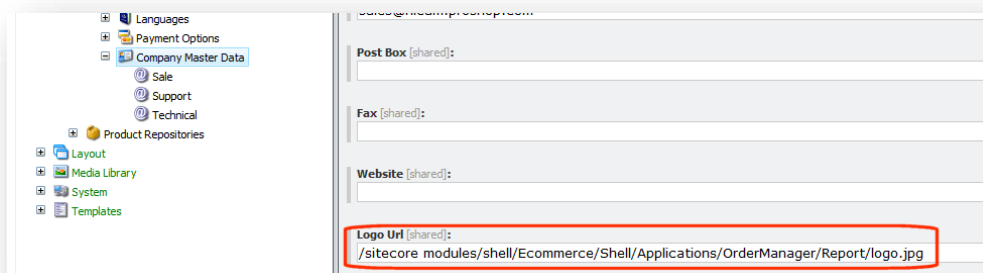 Languages
Payment Options
Company Master Data
Sale
Support
Technical
Product Repositories
Layout
Media Library
System
Templates
Post Box [shared]:
Fax [shared]:
Website [shared]:
Logo Url [shared]:
/sitecore modules/shell/Ecommerce/Shell/Applications/OrderManager/Report/logo.jpg